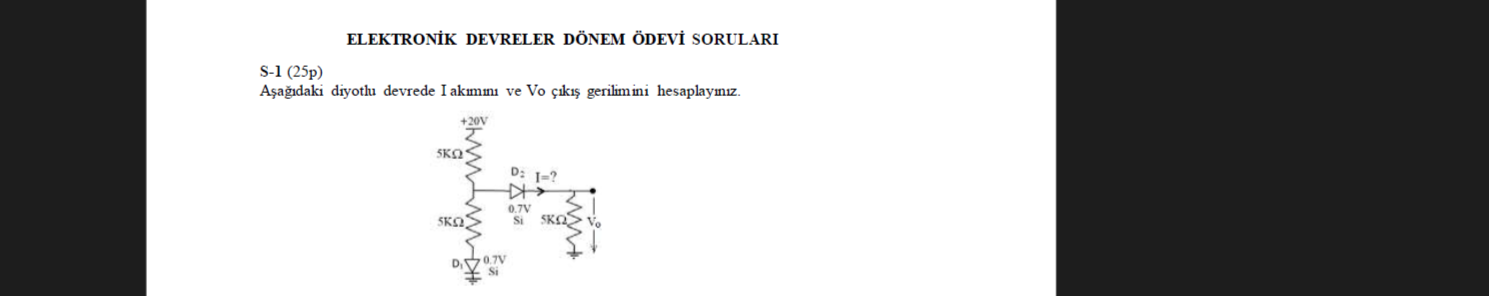 ELEKTRONİK DEVRELER DÖNEM ÖDEVİ SORULARI
S-1 (25p)
Aşağıdaki diyotlu devrede I akımını ve Vo çıkış gerilimini hesaplayınız.
+20V
5KΩ
D₂ I=?
0.7V
Si
5KΩ
5KΩ
Vₒ
D₁
0.7V
Si